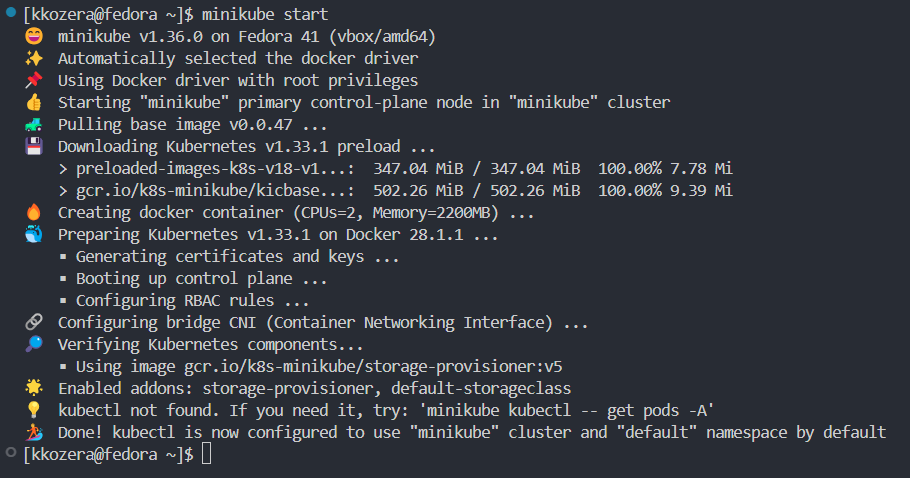 [kkozera@fedora ~]$ minikube start
😄 minikube v1.36.0 on Fedora 41 (vbox/amd64)
✨ Automatically selected the docker driver
📌 Using Docker driver with root privileges
👍 Starting "minikube" primary control-plane node in "minikube" cluster
🚜 Pulling base image v0.0.47 ...
💾 Downloading Kubernetes v1.33.1 preload ...
> preloaded-images-k8s-v18-v1...: 347.04 MiB / 347.04 MiB 100.00% 7.78 Mi
> gcr.io/k8s-minikube/kicbase...: 502.26 MiB / 502.26 MiB 100.00% 9.39 Mi
🔥 Creating docker container (CPUs=2, Memory=2200MB) ...
🐳 Preparing Kubernetes v1.33.1 on Docker 28.1.1 ...
▪ Generating certificates and keys ...
▪ Booting up control plane ...
▪ Configuring RBAC rules ...
🔗 Configuring bridge CNI (Container Networking Interface) ...
🔎 Verifying Kubernetes components...
▪ Using image gcr.io/k8s-minikube/storage-provisioner:v5
🌟 Enabled addons: storage-provisioner, default-storageclass
💡 kubectl not found. If you need it, try: 'minikube kubectl -- get pods -A'
🏄 Done! kubectl is now configured to use "minikube" cluster and "default" namespace by default
[kkozera@fedora ~]$